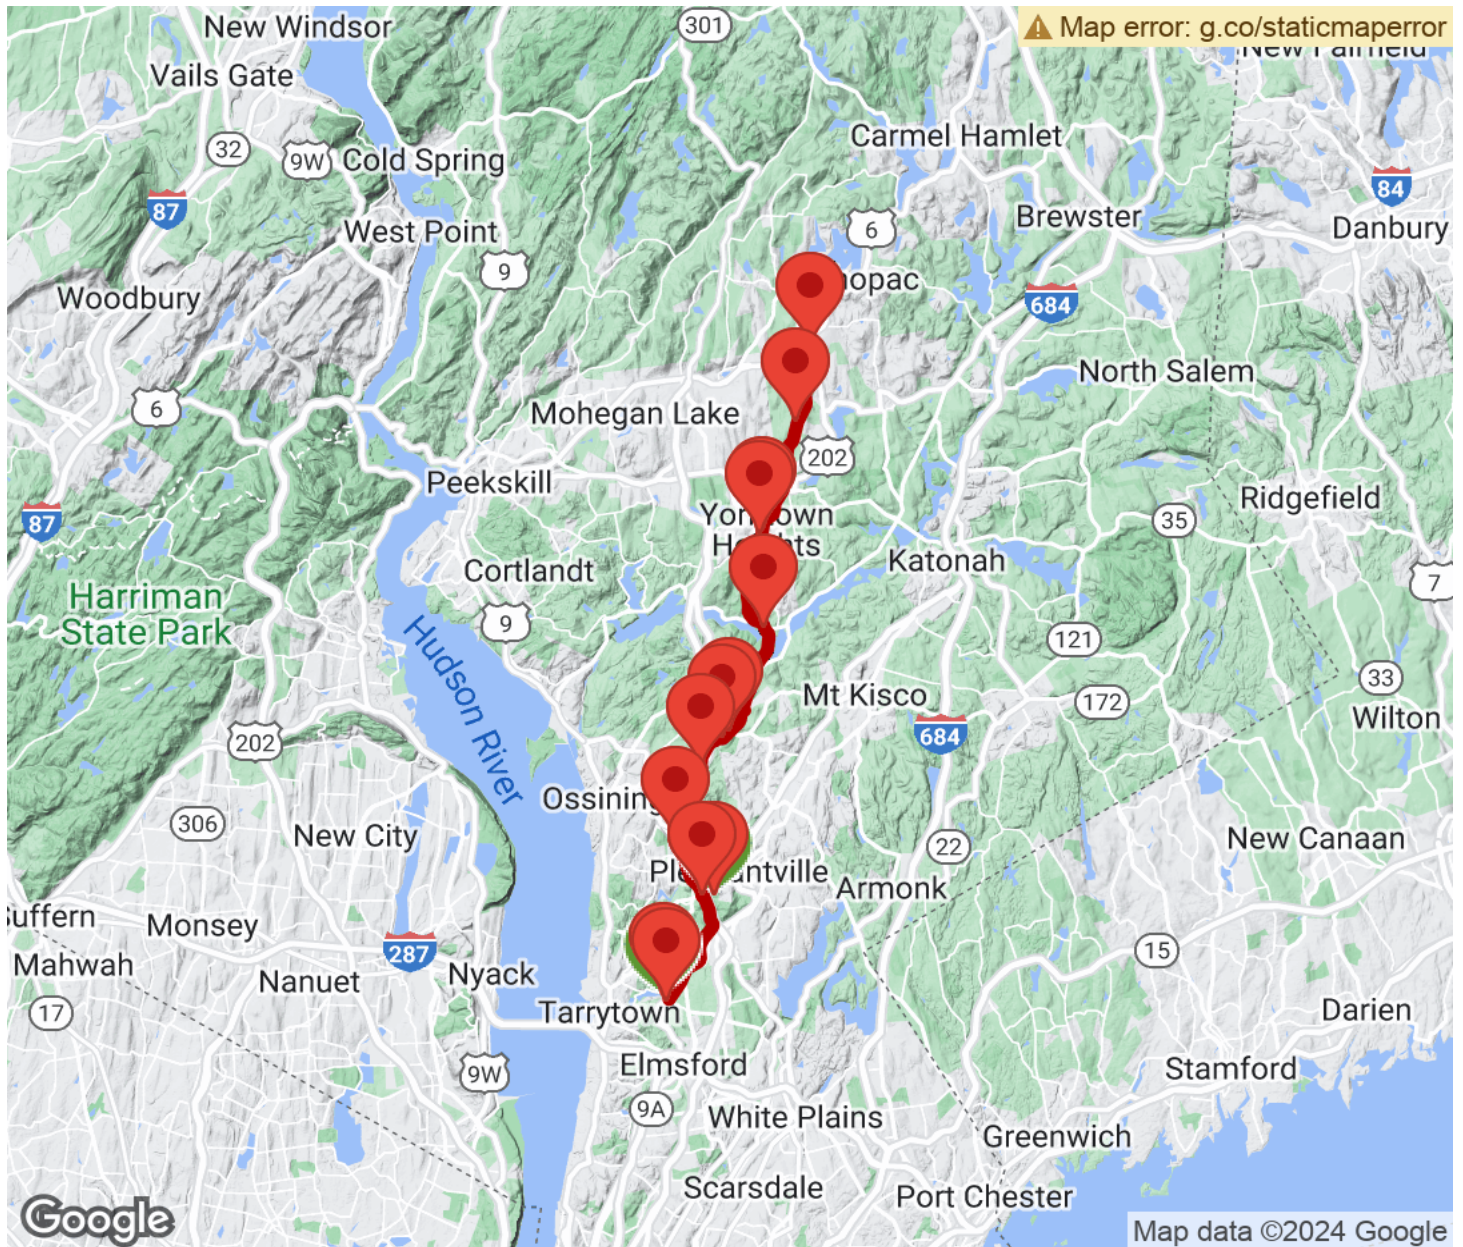 New Windsor
301
Map error: g.co/staticmaperror
Vails Gate
Carmel Hamlet
32
9W
Cold Spring
84
87
West Point
6
Brewster
Danbury
9
Woodbury
684
6
North Salem
Mohegan Lake
202
Peekskill
Ridgefield
87
35
Katonah
Cortlandt
7
Harriman
State Park
9
Hudson River
121
Mt Kisco
172
33
202
684
Wilton
Ossining
306
New City
22
New Canaan
Armonk
Monsey
287
15
Mahwah
Nanuet
Nyack
17
Tarrytown
Darien
Elmsford
Stamford
9W
9A
White Plains
Greenwich
Scarsdale
Port Chester
Google
Map data ©2024 Google